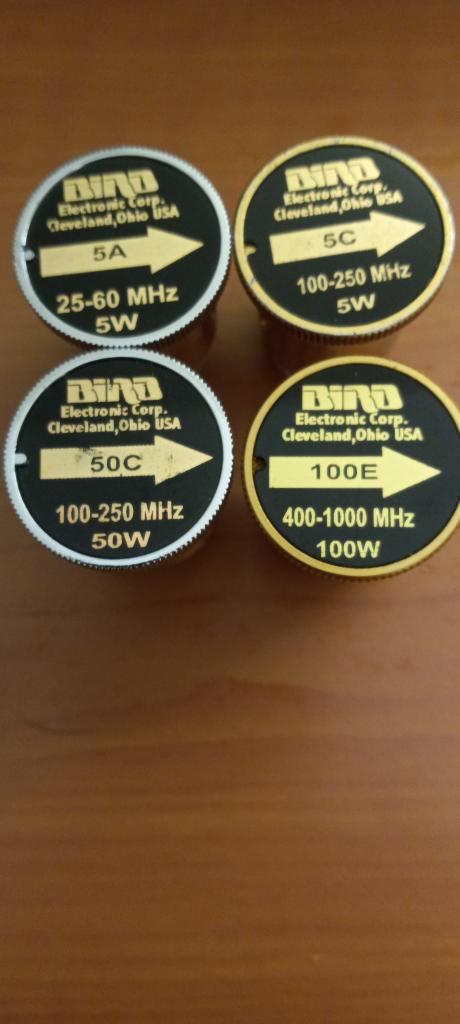 BIRD
Electronic Corp.
Cleveland,Ohio USA
5A
25-60 MHz
5W
BIRD
Electronic Corp.
Cleveland,Ohio USA
5C
100-250 MHz
5W
BIRD
Electronic Corp.
Cleveland,Ohio USA
50C
100-250 MHz
50W
BIRD
Electronic Corp.
Cleveland,Ohio USA
100E
400-1000 MHz
100W